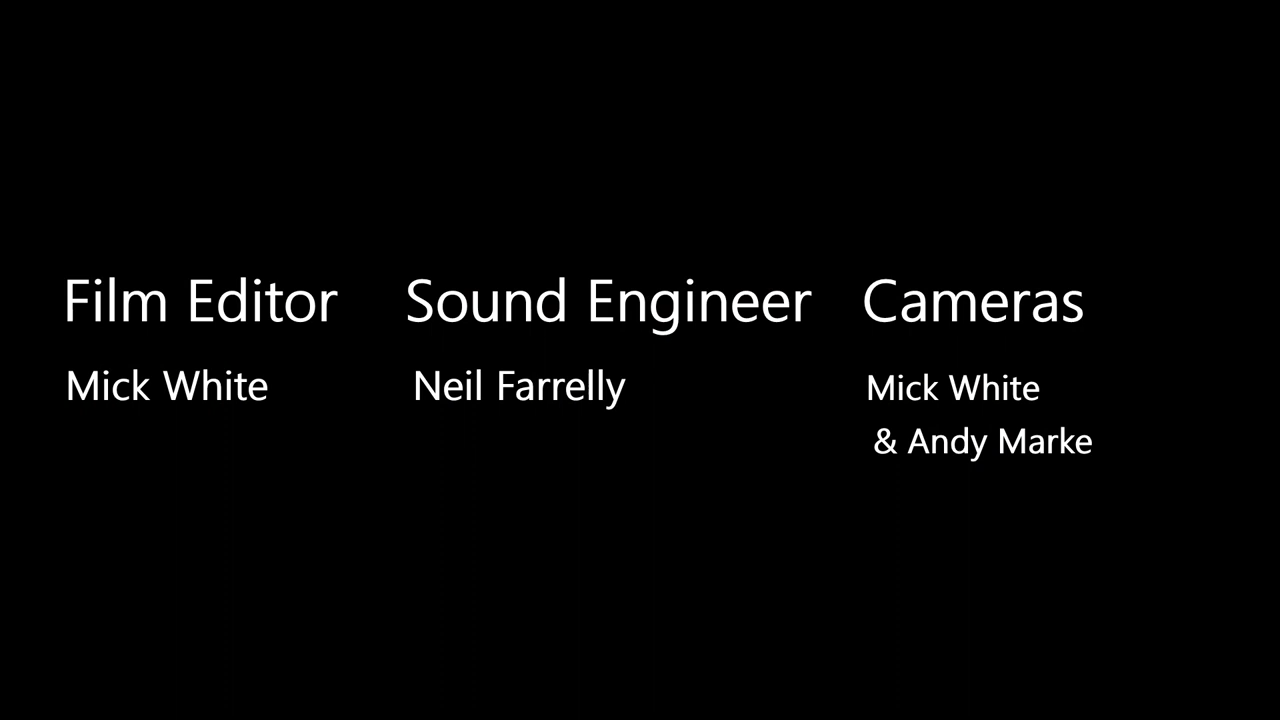 Film Editor
Mick White
Sound Engineer
Neil Farrelly
Cameras
Mick White
& Andy Marke